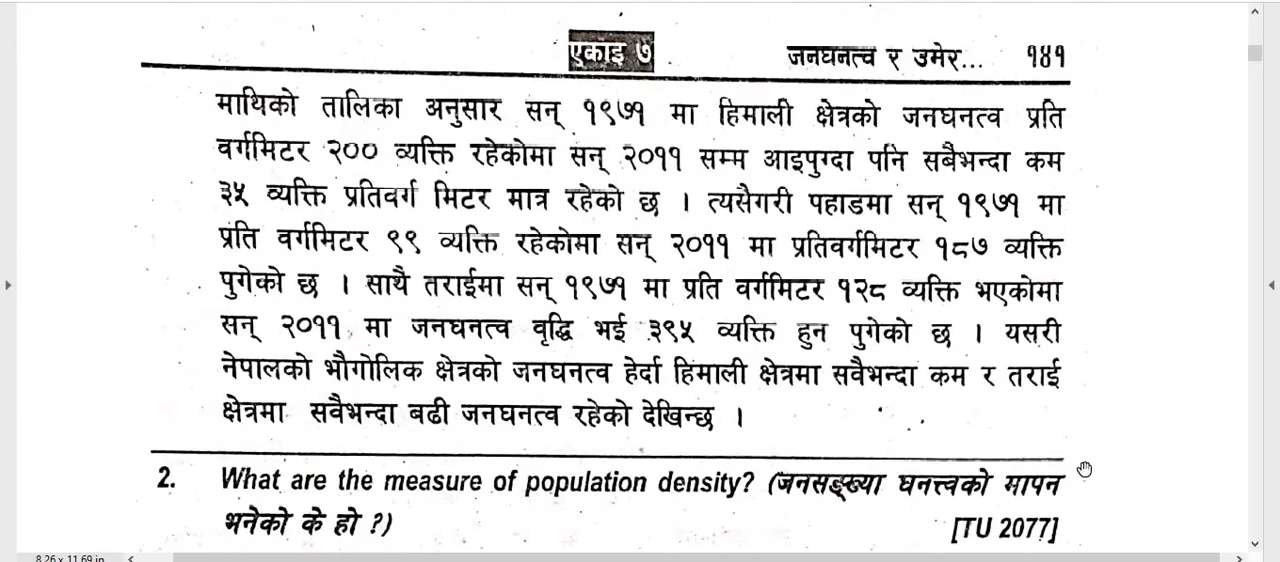 एकाइ ७ जनघनत्व र उमेर... १४१
माथिको तालिका अनुसार सन् १९७१ मा हिमाली क्षेत्रको जनघनत्व प्रति
वर्गमिटर २०० व्यक्ति रहेकोमा सन् २०११ सम्म आइपुग्दा पनि सबैभन्दा कम
३५ व्यक्ति प्रतिवर्ग मिटर मात्र रहेको छ । त्यसैगरी पहाडमा सन् १९७१ मा
प्रति वर्गमिटर ९९ व्यक्ति रहेकोमा सन् २०११ मा प्रतिवर्गमिटर १८७ व्यक्ति
पुगेको छ । साथै तराईमा सन् १९७१ मा प्रति वर्गमिटर १२८ व्यक्ति भएकोमा
सन् २०११ मा जनघनत्व वृद्धि भई ३९५ व्यक्ति हुन पुगेको छ । यसरी
नेपालको भौगोलिक क्षेत्रको जनघनत्व हेर्दा हिमाली क्षेत्रमा सवैभन्दा कम र तराई
क्षेत्रमा सवैभन्दा बढी जनघनत्व रहेको देखिन्छ ।
2. What are the measure of population density? (जनसङ्ख्या घनत्त्वको मापन
भनेको के हो ?) [TU 2077]
8.26 x 11.69 in